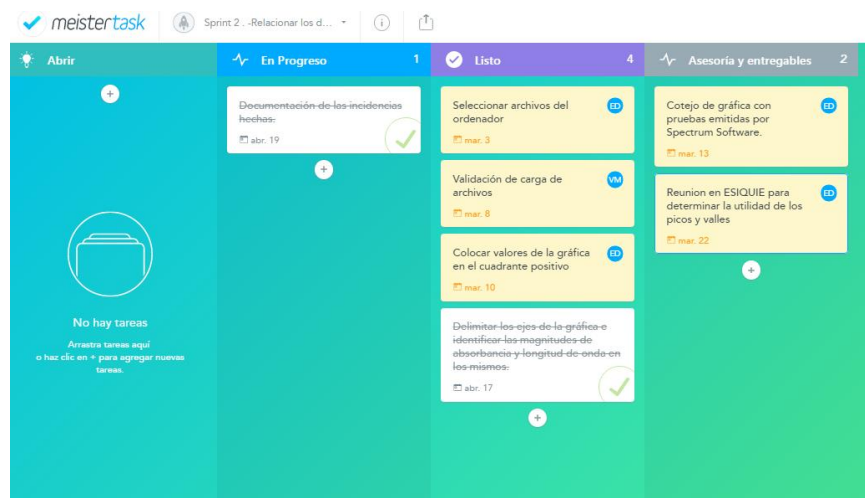 meistertask
Sprint 2 . -Relacionar los d...
Abrir
No hay tareas
Arrastra tareas aquí
o haz clic en + para agregar nuevas
tareas.
En Progreso 1
Documentación de las incidencias
hechas.
abr. 19
Listo 4
Seleccionar archivos del
ordenador
ED
mar. 3
Validación de carga de
archivos
VM
mar. 8
Colocar valores de la gráfica
en el cuadrante positivo
ED
mar. 10
Delimitar los ejes de la gráfica e
identificar las magnitudes de
absorbancia y longitud de onda en
los mismos.
abr. 17
Asesoría y entregables 2
Cotejo de gráfica con
pruebas emitidas por
Spectrum Software.
ED
mar. 13
Reunion en ESIQUIE para
determinar la utilidad de los
picos y valles
ED
mar. 22